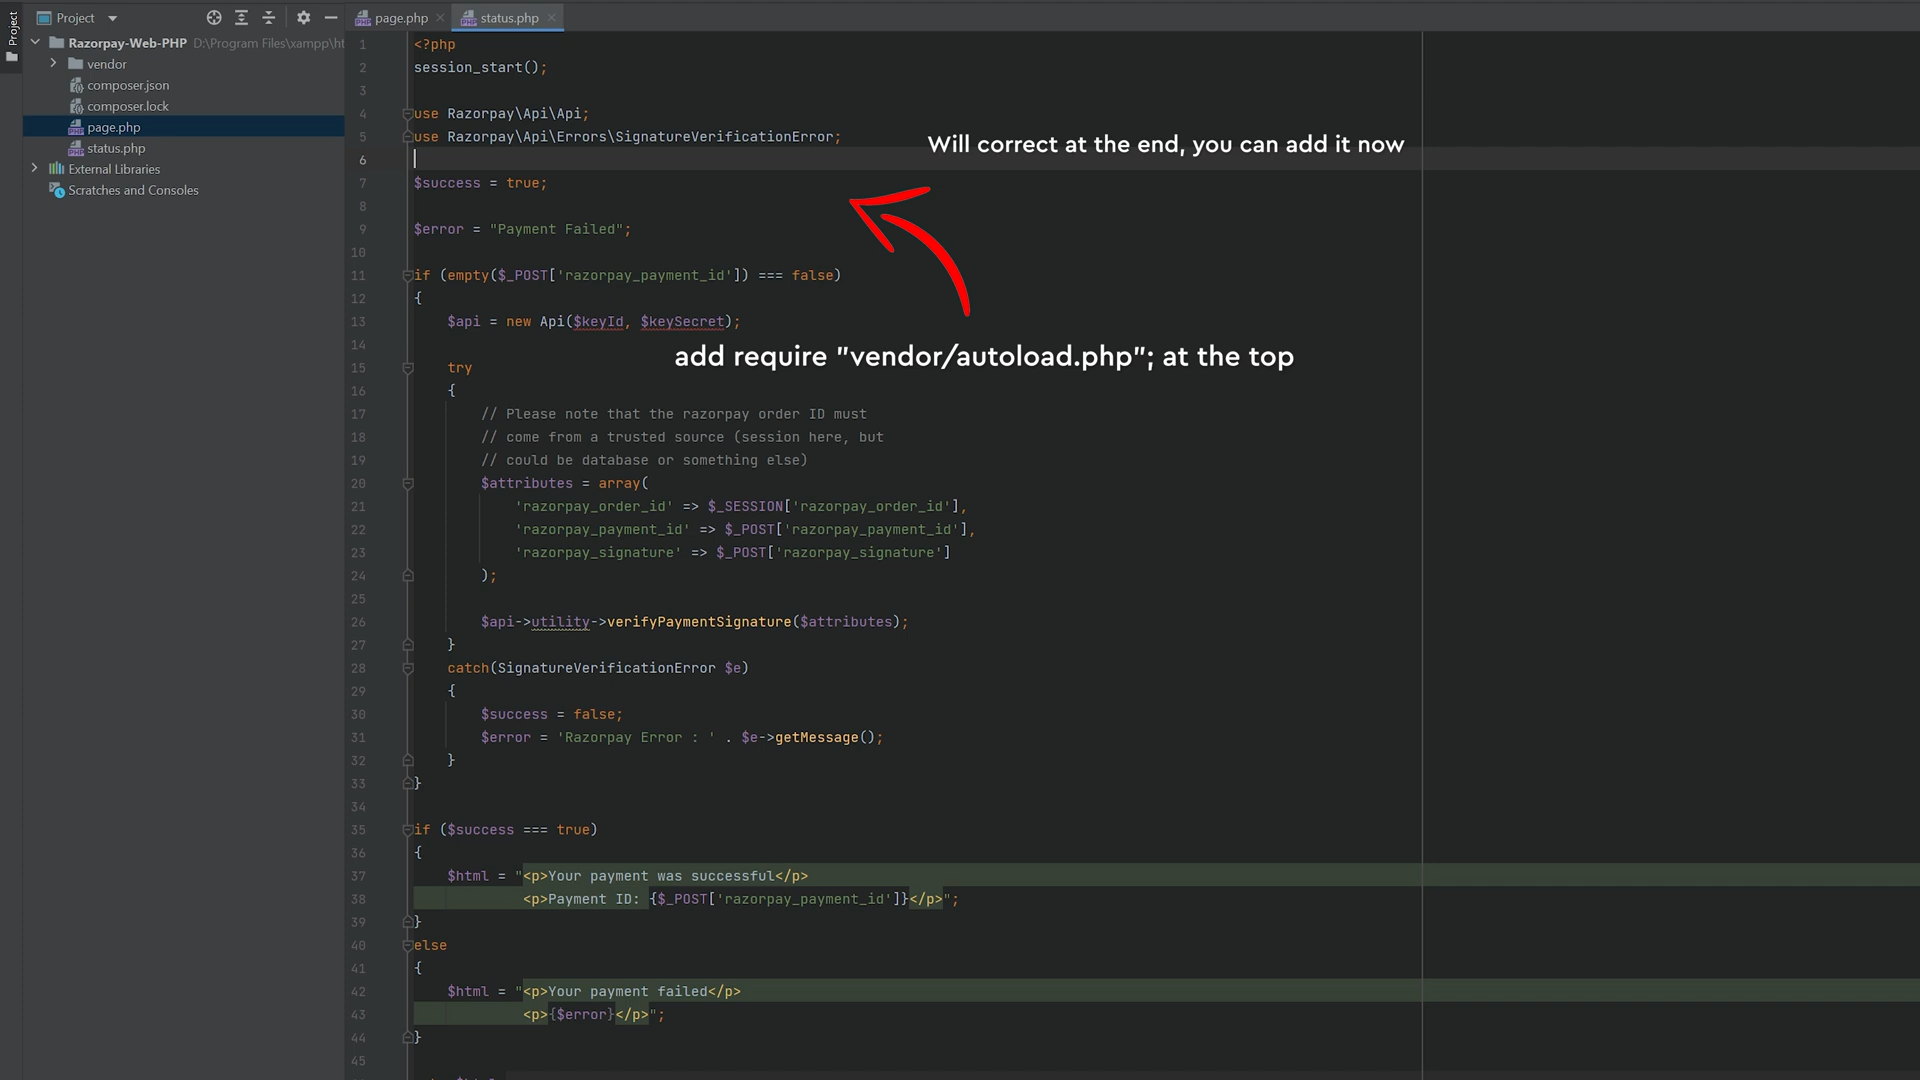 Project
Project
page.php
status.php
Razorpay-Web-PHP D:\Program Files\xampp\ht
vendor
composer.json
composer.lock
page.php
status.php
External Libraries
Scratches and Consoles
1 <?php
2 session_start();
3
4 use Razorpay\Api\Api;
5 use Razorpay\Api\Errors\SignatureVerificationError;
Will correct at the end, you can add it now
6
7 $success = true;
8
9 $error = "Payment Failed";
10
11 if (empty($_POST['razorpay_payment_id']) === false)
12 {
13 $api = new Api($keyId, $keySecret);
14
add require "vendor/autoload.php"; at the top
15 try
16 {
17 // Please note that the razorpay order ID must
18 // come from a trusted source (session here, but
19 // could be database or something else)
20 $attributes = array(
21 'razorpay_order_id' => $_SESSION['razorpay_order_id'],
22 'razorpay_payment_id' => $_POST['razorpay_payment_id'],
23 'razorpay_signature' => $_POST['razorpay_signature']
24 );
25
26 $api->utility->verifyPaymentSignature($attributes);
27 }
28 catch(SignatureVerificationError $e)
29 {
30 $success = false;
31 $error = 'Razorpay Error : ' . $e->getMessage();
32 }
33 }
34
35 if ($success === true)
36 {
37 $html = "<p>Your payment was successful</p>
38 <p>Payment ID: {$_POST['razorpay_payment_id']}</p>";
39 }
40 else
41 {
42 $html = "<p>Your payment failed</p>
43 <p>{$error}</p>";
44 }
45